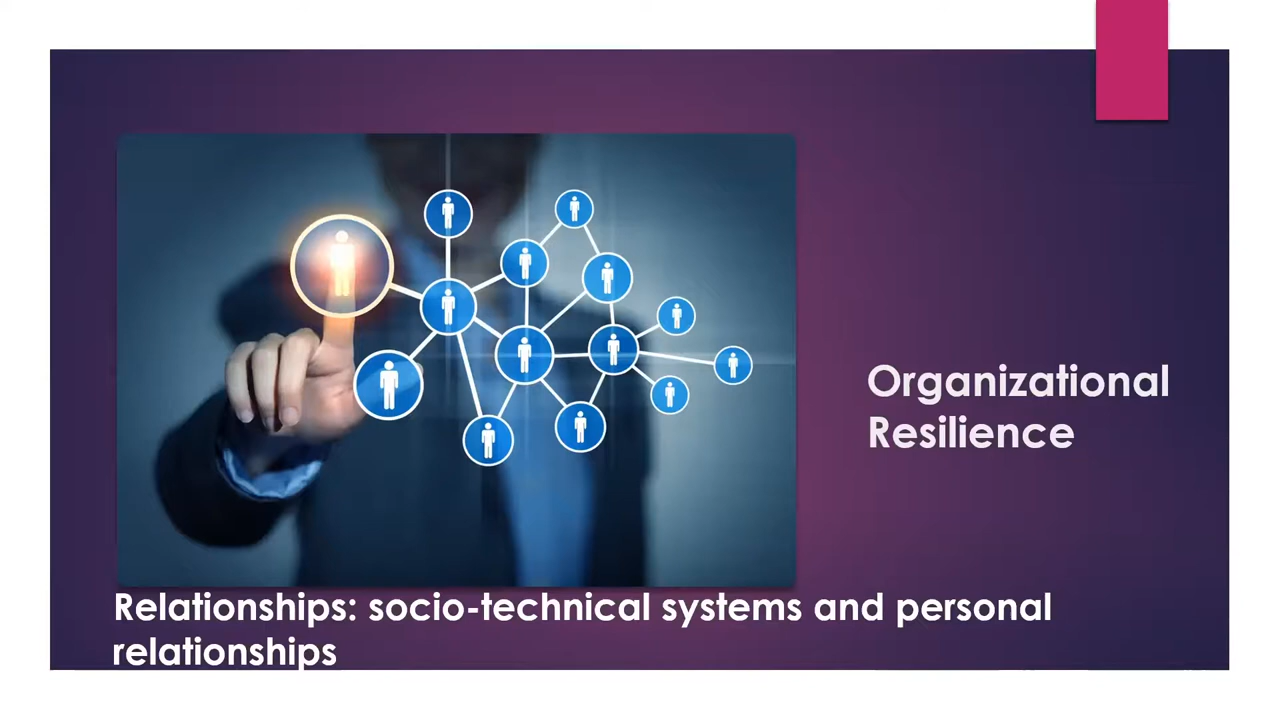 Organizational
Resilience
Relationships: socio-technical systems and personal
relationships